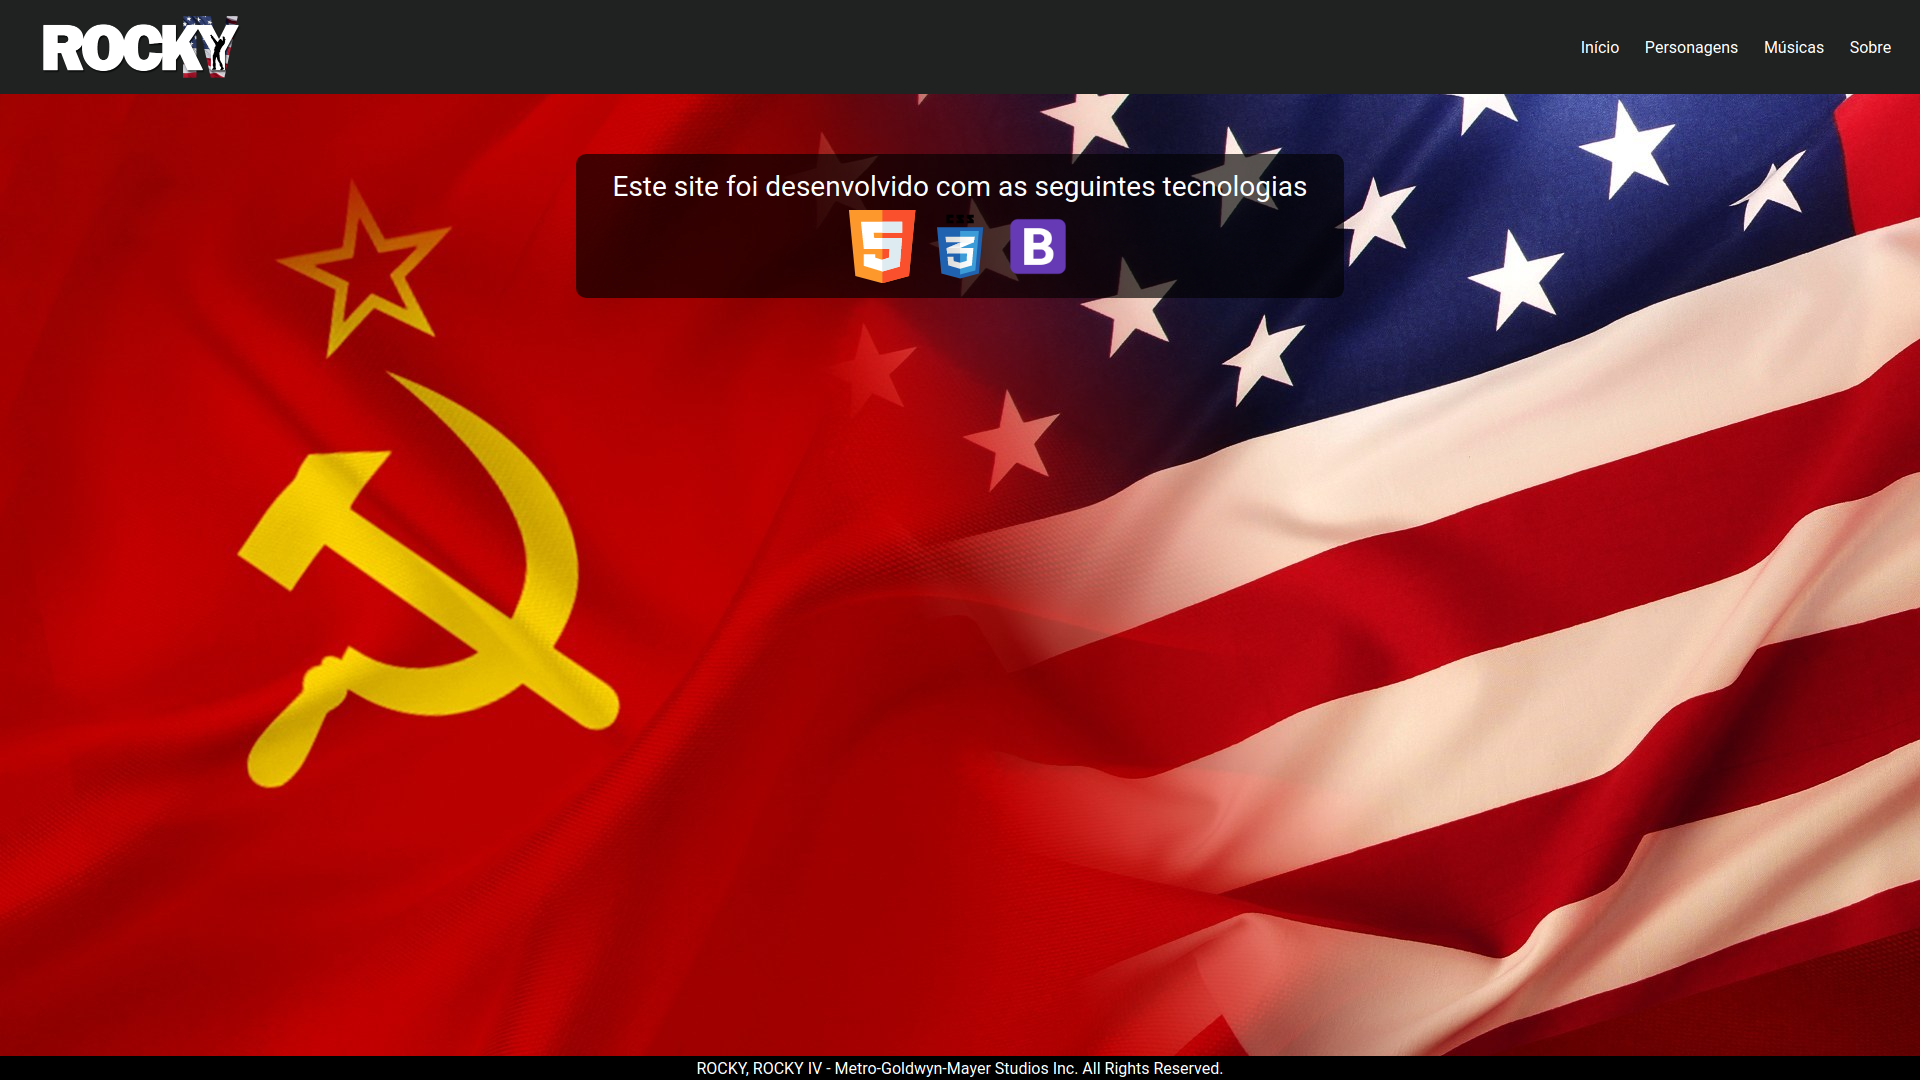 ROCKY
Início Personagens Músicas Sobre
Este site foi desenvolvido com as seguintes tecnologias
5 CSS 3 B
ROCKY, ROCKY IV - Metro-Goldwyn-Mayer Studios Inc. All Rights Reserved.